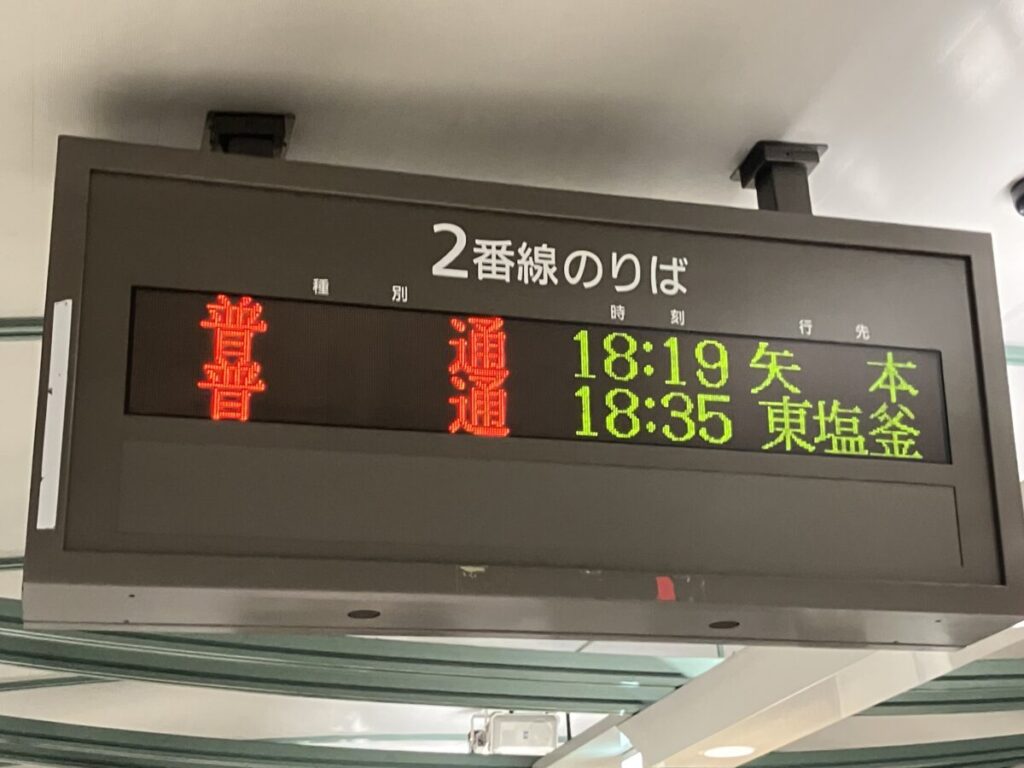 2番線のりば
種別 時刻 行先
普通 18:19 矢本
普通 18:35 東塩釜